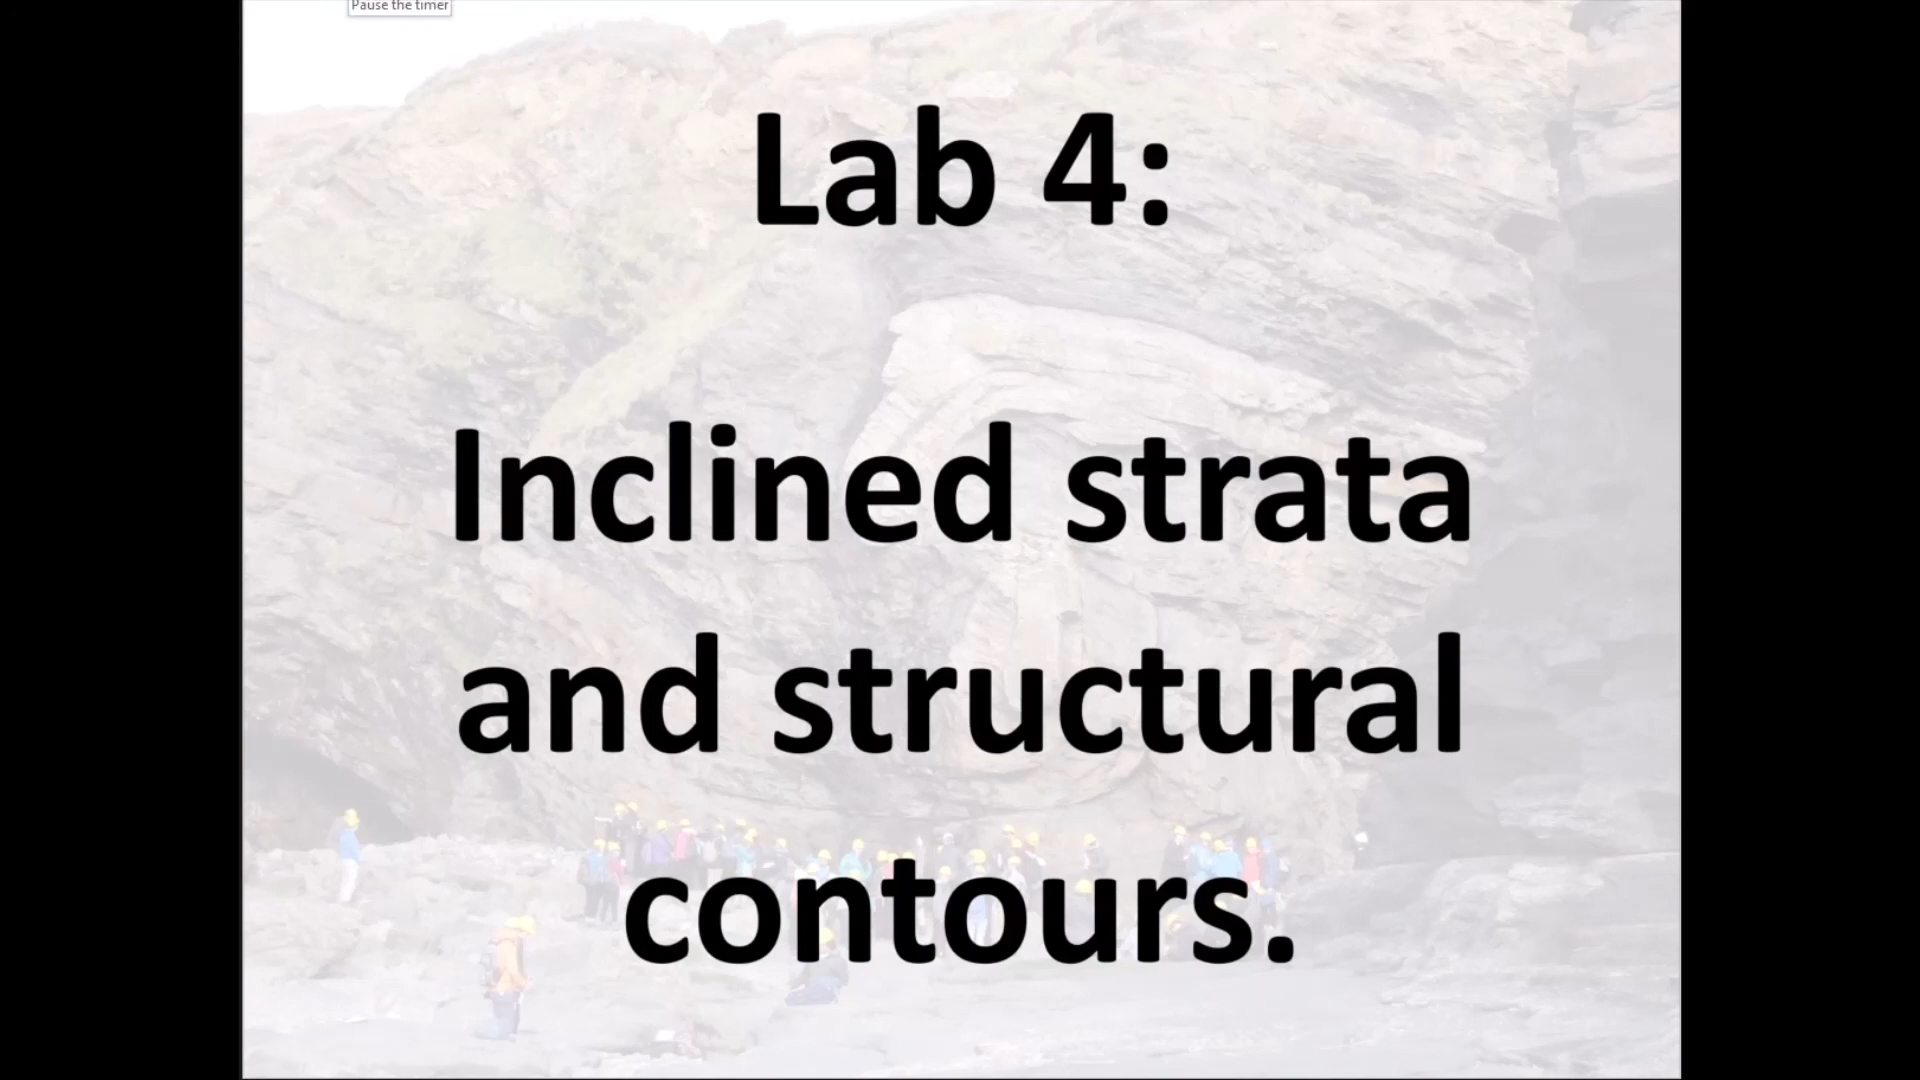 Pause the timer
Lab 4:
Inclined strata
and structural
contours.